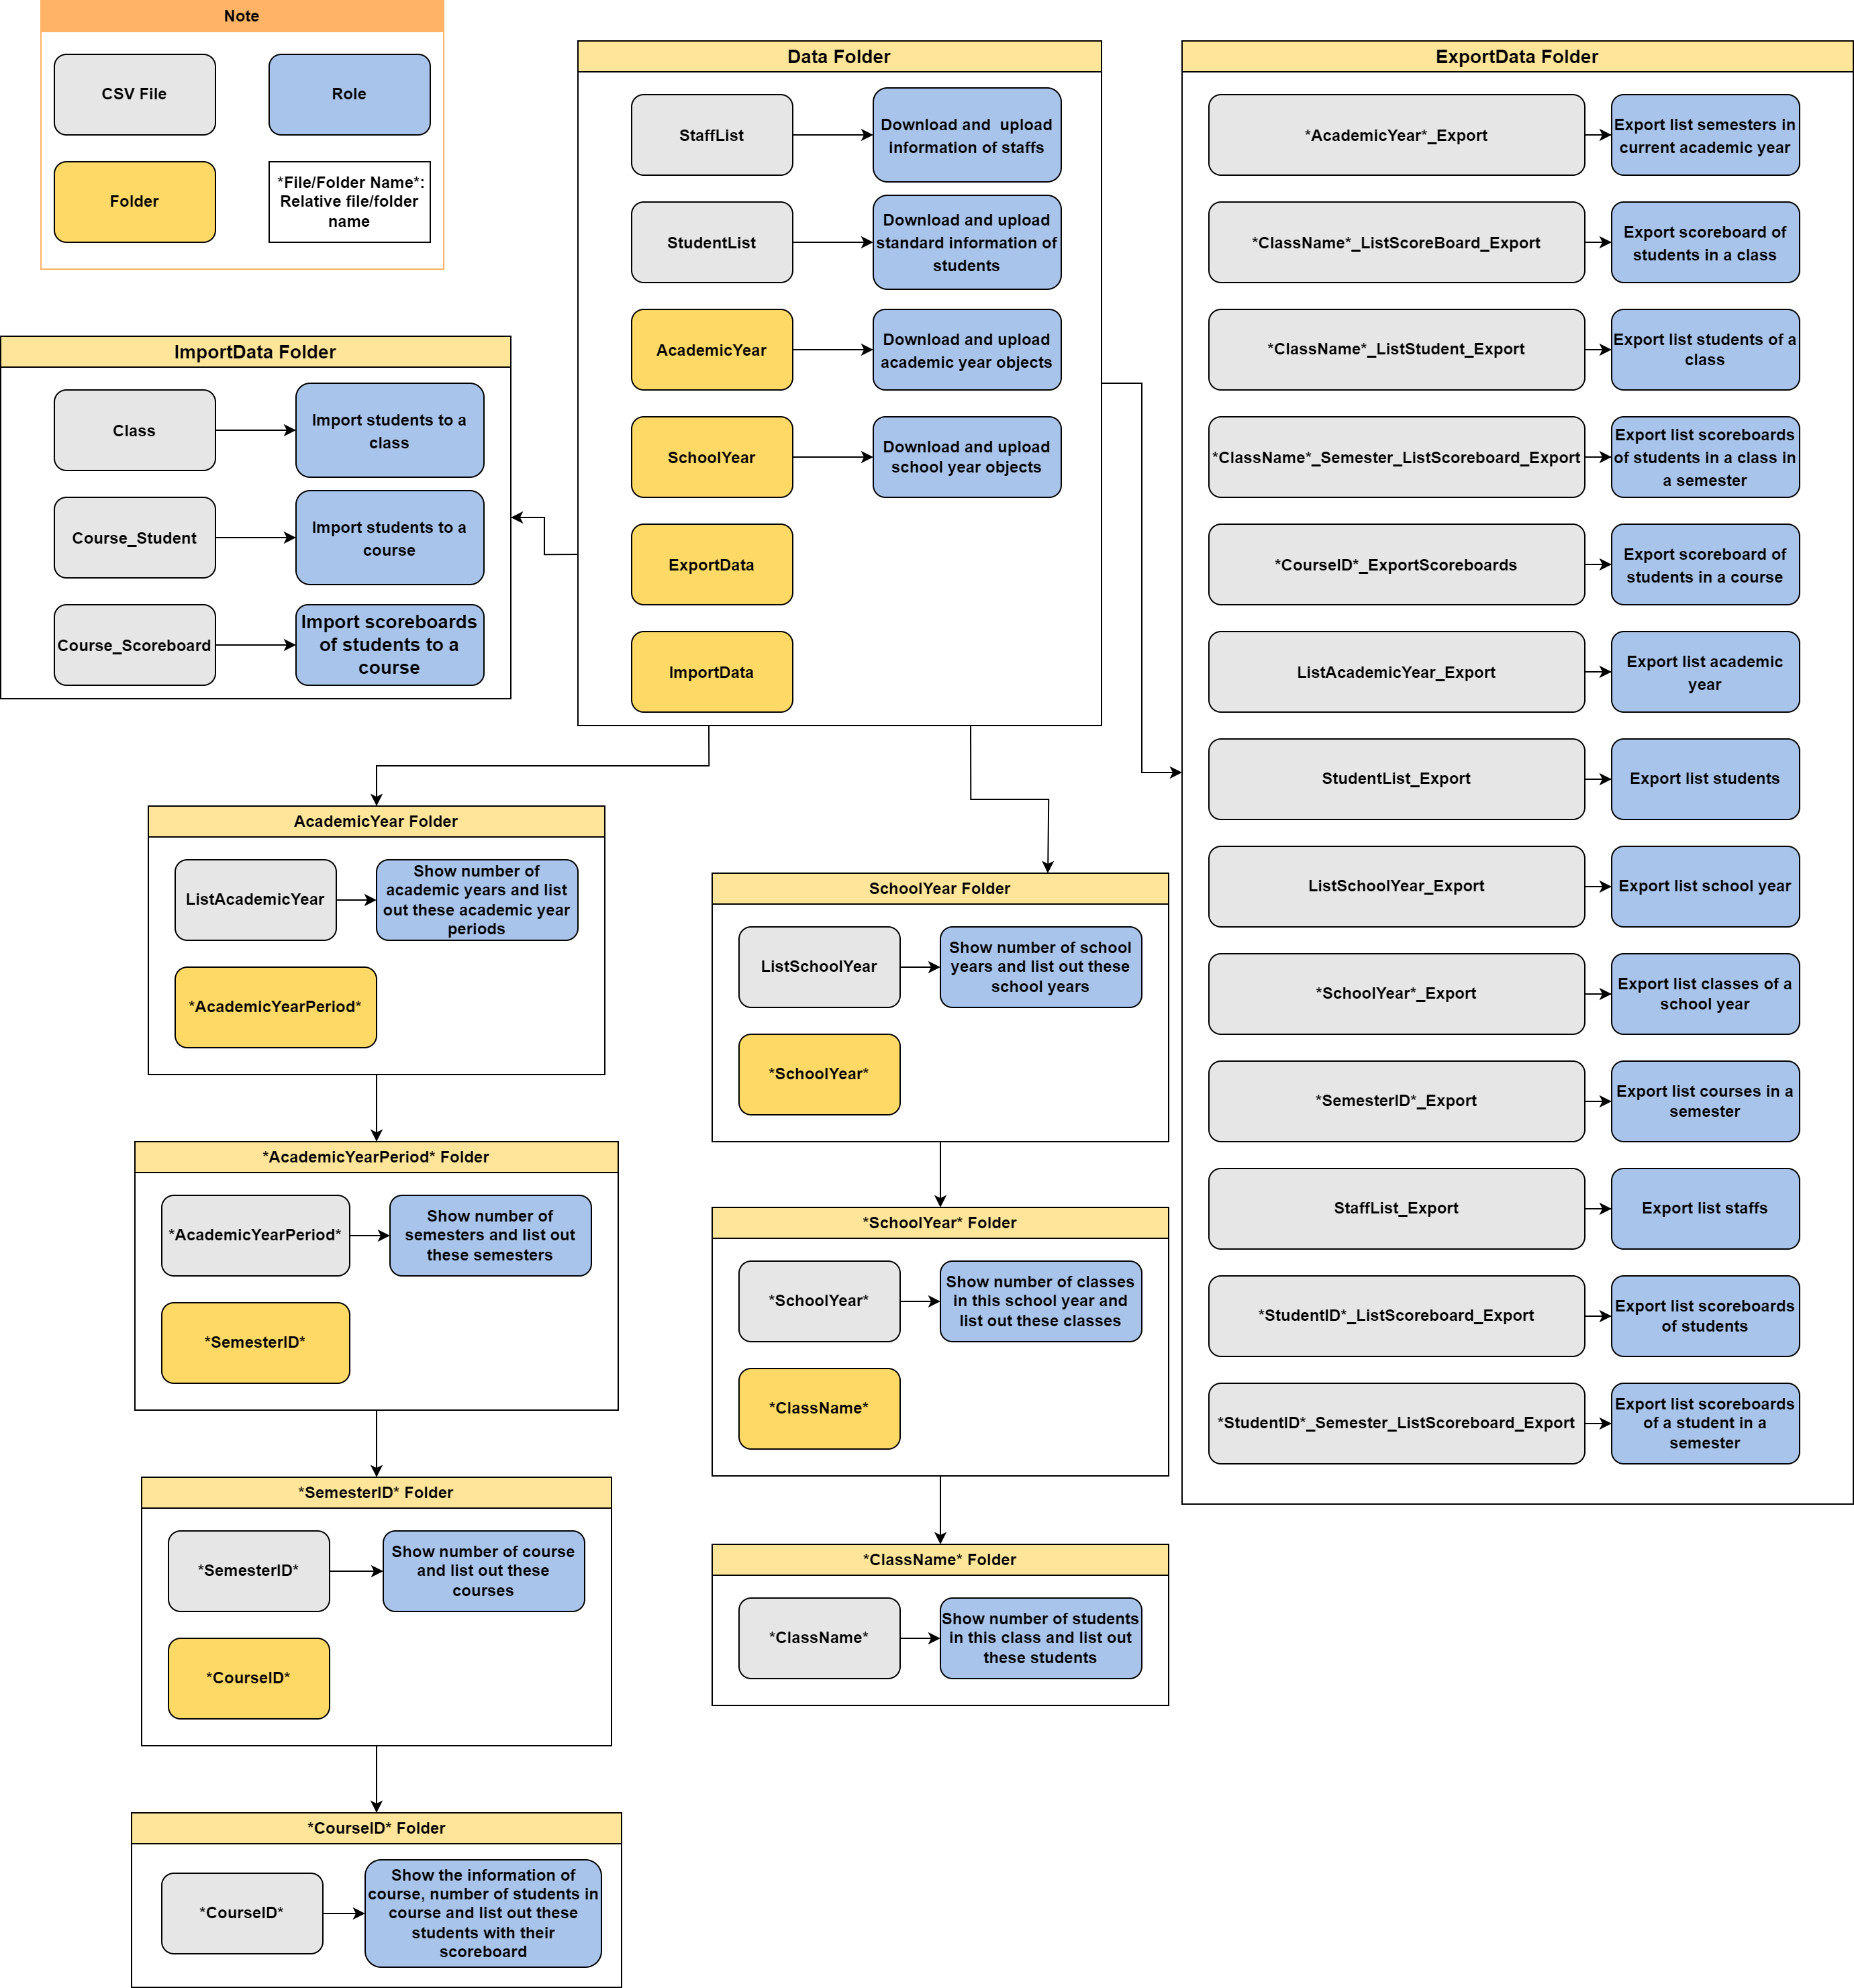 Note
CSV File
Role
Folder
*File/Folder Name*:
Relative file/folder
name
Data Folder
StaffList
Download and  upload
information of staffs
StudentList
Download and upload
standard information of
students
AcademicYear
Download and upload
academic year objects
SchoolYear
Download and upload
school year objects
ExportData
ImportData
ExportData Folder
*AcademicYear*_Export
Export list semesters in
current academic year
*ClassName*_ListScoreBoard_Export
Export scoreboard of
students in a class
*ClassName*_ListStudent_Export
Export list students of a
class
*ClassName*_Semester_ListScoreboard_Export
Export list scoreboards
of students in a class in
a semester
*CourseID*_ExportScoreboards
Export scoreboard of
students in a course
ListAcademicYear_Export
Export list academic
year
StudentList_Export
Export list students
ListSchoolYear_Export
Export list school year
*SchoolYear*_Export
Export list classes of a
school year
*SemesterID*_Export
Export list courses in a
semester
StaffList_Export
Export list staffs
*StudentID*_ListScoreboard_Export
Export list scoreboards
of students
*StudentID*_Semester_ListScoreboard_Export
Export list scoreboards
of a student in a
semester
ImportData Folder
Class
Import students to a
class
Course_Student
Import students to a
course
Course_Scoreboard
Import scoreboards
of students to a
course
AcademicYear Folder
ListAcademicYear
Show number of
academic years and list
out these academic year
periods
*AcademicYearPeriod*
*AcademicYearPeriod* Folder
*AcademicYearPeriod*
Show number of
semesters and list out
these semesters
*SemesterID*
*SemesterID* Folder
*SemesterID*
Show number of course
and list out these
courses
*CourseID*
*CourseID* Folder
*CourseID*
Show the information of
course, number of students in
course and list out these
students with their
scoreboard
SchoolYear Folder
ListSchoolYear
Show number of school
years and list out these
school years
*SchoolYear*
*SchoolYear* Folder
*SchoolYear*
Show number of classes
in this school year and
list out these classes
*ClassName*
*ClassName* Folder
*ClassName*
Show number of students
in this class and list out
these students